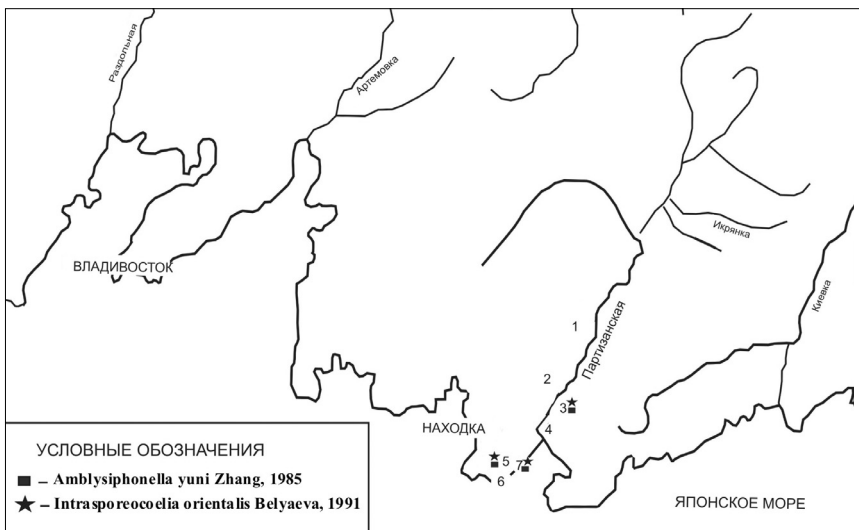 Раздольная
Артемовка
Икрянка
ВЛАДИВОСТОК
Киевка
1
Партизанская
2
3
НАХОДКА
4
5
7
6
УСЛОВНЫЕ ОБОЗНАЧЕНИЯ
– Amblysiphonella yuni Zhang, 1985
– Intrasporeocoelia orientalis Belyaeva, 1991
ЯПОНСКОЕ МОРЕ